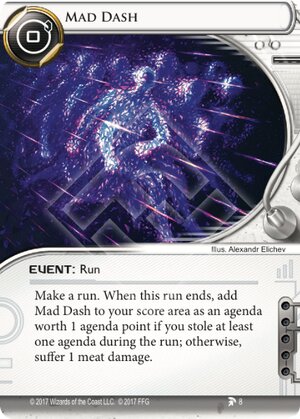 0
MAD DASH
Illus. Alexandr Elichev
EVENT: Run
Make a run. When this run ends, add
Mad Dash to your score area as an agenda
worth 1 agenda point if you stole at least
one agenda during the run; otherwise,
suffer 1 meat damage.
© 2017 Wizards of the Coast LLC. © 2017 FFG
8